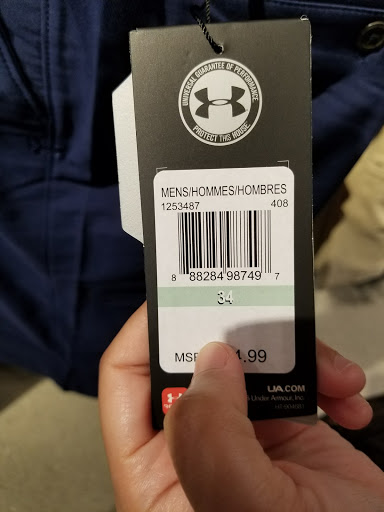 UNIVERSAL GUARANTEE OF PERFORMANCE
PROTECT THIS HOUSE
MENS/HOMMES/HOMBRES
1253487 408
8 88284 98749 7
34
4.99
UA.COM
Under Armour, Inc.